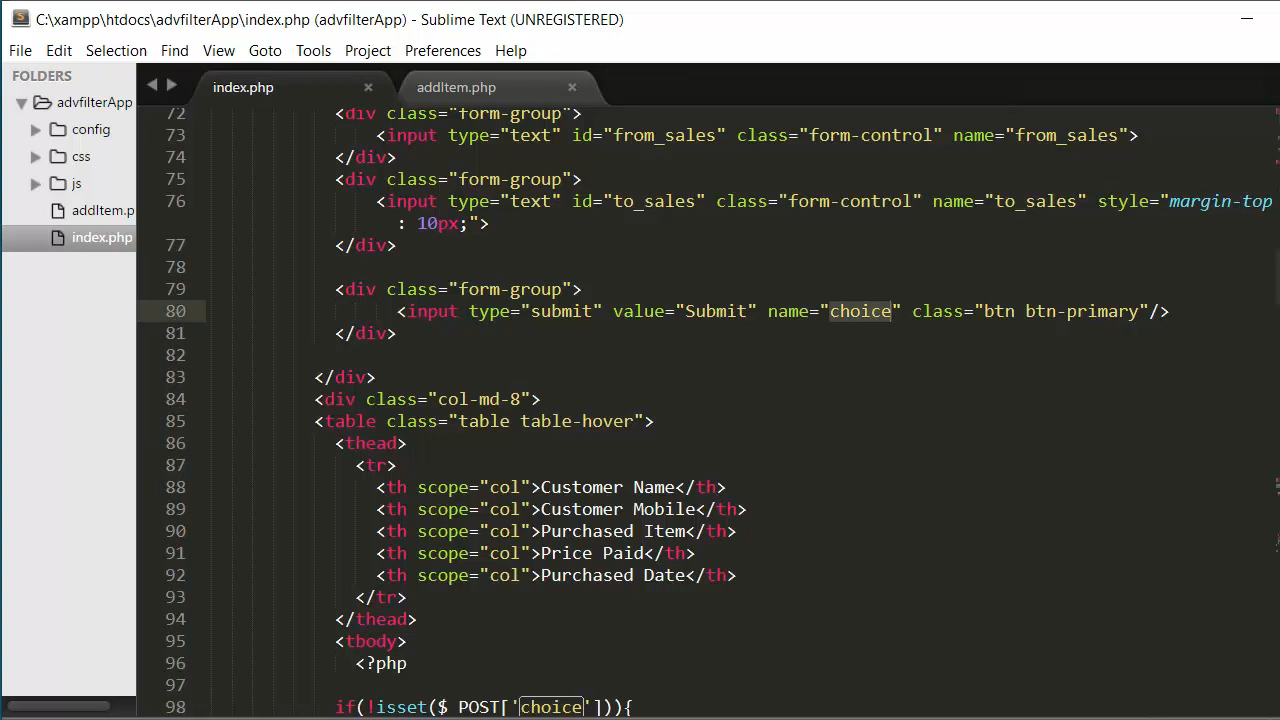 C:\xampp\htdocs\advfilterApp\index.php (advfilterApp) - Sublime Text (UNREGISTERED)
File Edit Selection Find View Goto Tools Project Preferences Help
FOLDERS
advfilterApp
config
css
js
addItem.p
index.php
index.php × addItem.php ×
72 <div class="form-group">
73 <input type="text" id="from_sales" class="form-control" name="from_sales">
74 </div>
75 <div class="form-group">
76 <input type="text" id="to_sales" class="form-control" name="to_sales" style="margin-top
: 10px;">
77 </div>
78
79 <div class="form-group">
80 <input type="submit" value="Submit" name="choice" class="btn btn-primary"/>
81 </div>
82
83 </div>
84 <div class="col-md-8">
85 <table class="table table-hover">
86 <thead>
87 <tr>
88 <th scope="col">Customer Name</th>
89 <th scope="col">Customer Mobile</th>
90 <th scope="col">Purchased Item</th>
91 <th scope="col">Price Paid</th>
92 <th scope="col">Purchased Date</th>
93 </tr>
94 </thead>
95 <tbody>
96 <?php
97
98 if(!isset($_POST['choice'])){